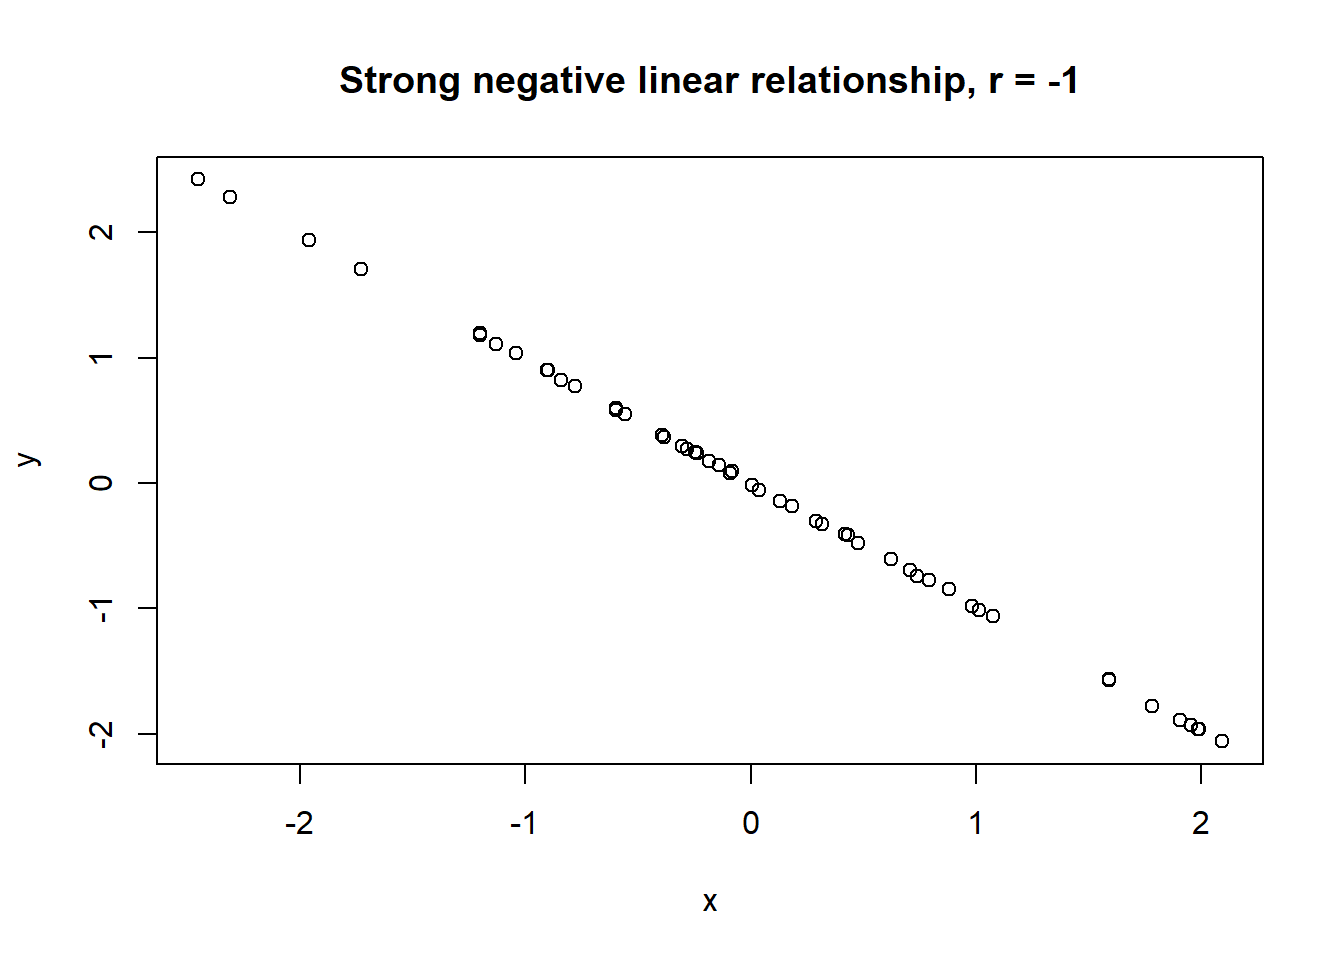 Strong negative linear relationship, r = -1
2
1
0
-1
-2
y
-2 -1 0 1 2
x